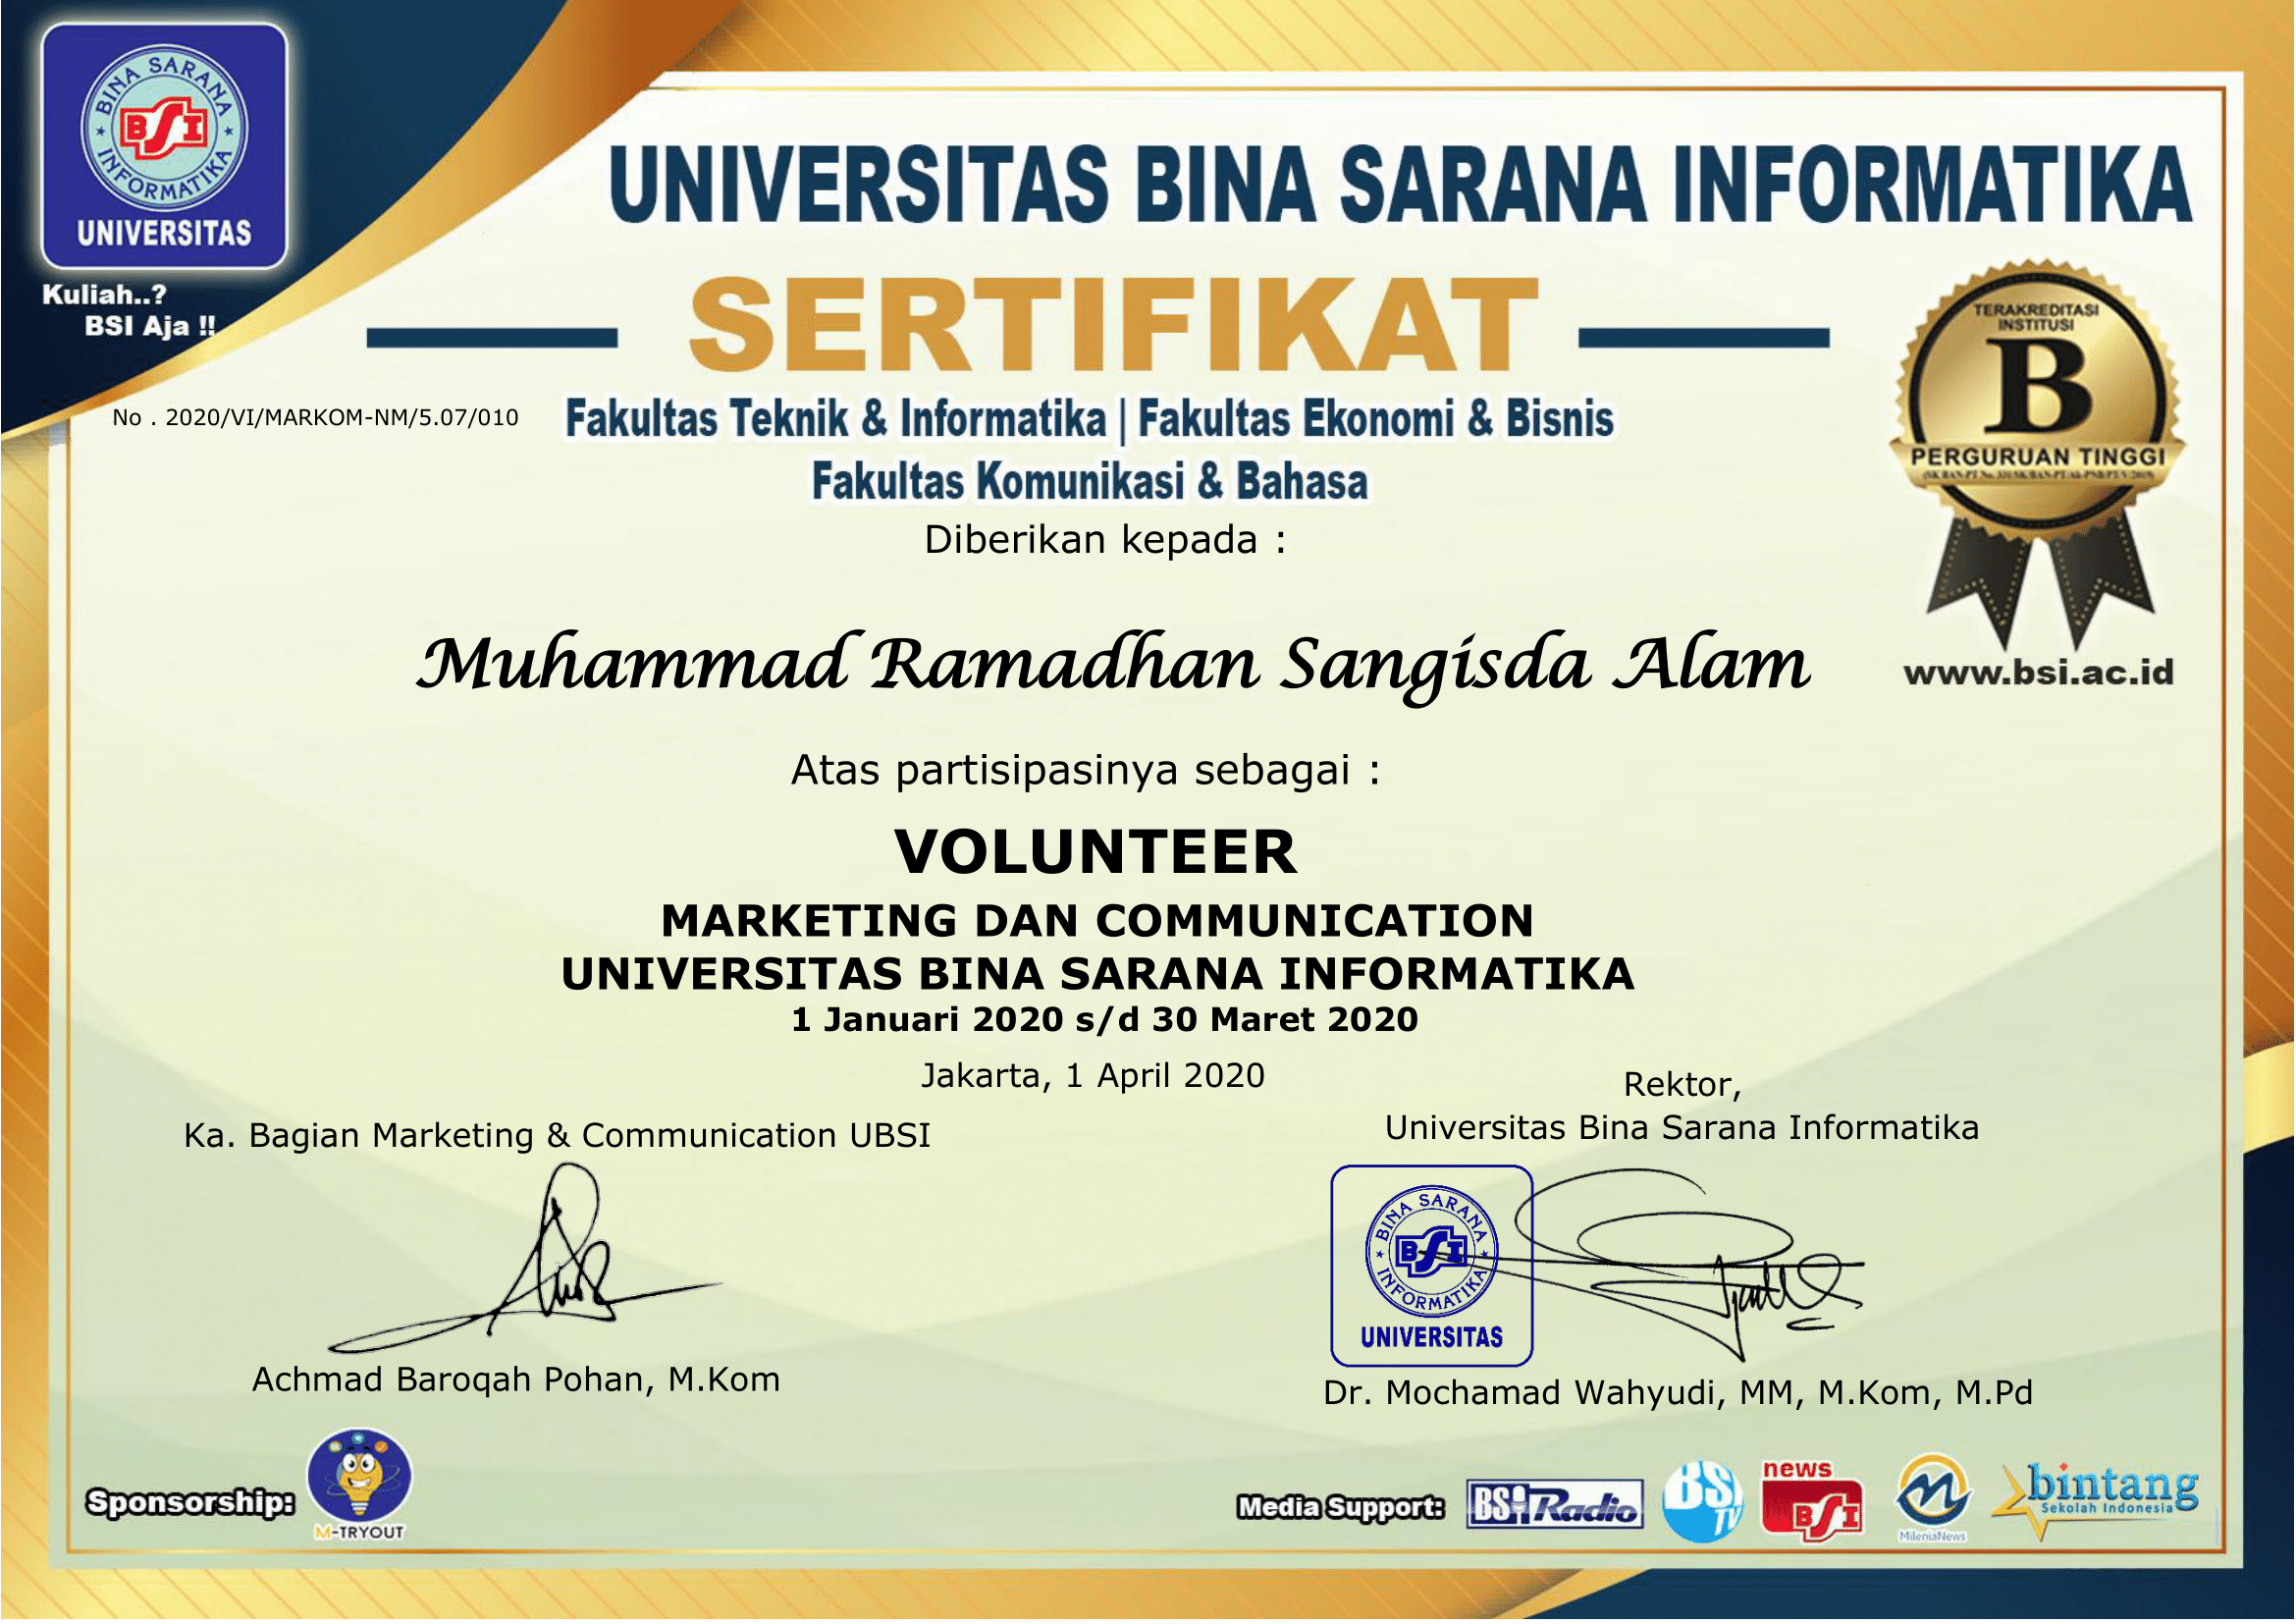 BINA SARANA
BSI
INFORMATIKA
UNIVERSITAS
Kuliah..?
BSI Aja !!
UNIVERSITAS BINA SARANA INFORMATIKA
SERTIFIKAT
TERAKREDITASI
INSTITUSI
B
PERGURUAN TINGGI
www.bsi.ac.id
No . 2020/VI/MARKOM-NM/5.07/010
Fakultas Teknik & Informatika | Fakultas Ekonomi & Bisnis
Fakultas Komunikasi & Bahasa
Diberikan kepada :
Muhammad Ramadhan Sangisda Alam
Atas partisipasinya sebagai :
VOLUNTEER
MARKETING DAN COMMUNICATION
UNIVERSITAS BINA SARANA INFORMATIKA
1 Januari 2020 s/d 30 Maret 2020
Jakarta, 1 April 2020
Ka. Bagian Marketing & Communication UBSI
Achmad Baroqah Pohan, M.Kom
Rektor,
Universitas Bina Sarana Informatika
BINA SARANA
BSI
INFORMATIKA
UNIVERSITAS
Dr. Mochamad Wahyudi, MM, M.Kom, M.Pd
Sponsorship:
M-TRYOUT
Media Support:
BSI Radio
BSI TV
news
BSI
MileniaNews
bintang
Sekolah Indonesia